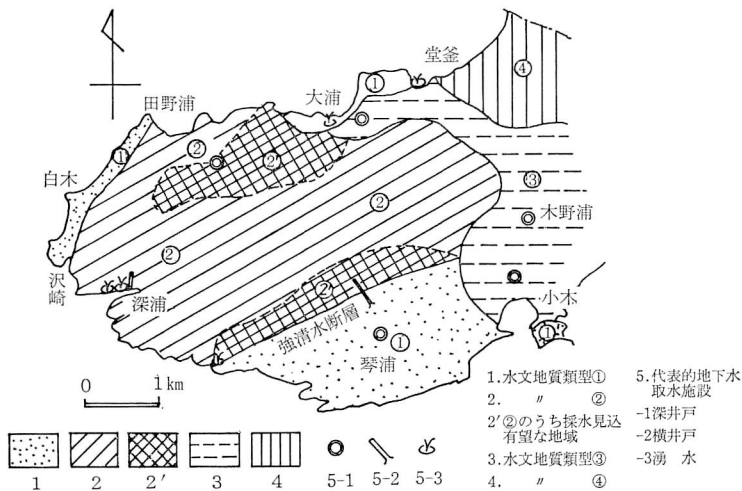 堂釜
④
大浦
①
田野浦
②
①
②'
白木
③
②
木野浦
②
沢崎
深浦
②'
小木
強清水断層
①
①
琴浦
0 1km
1.水文地質類型①
2. 〃 ②
2'②のうち採水見込
有望な地域
3.水文地質類型③
4. 〃 ④
5.代表的地下水
取水施設
-1深井戸
-2横井戸
-3湧 水
1 2 2' 3 4 5-1 5-2 5-3